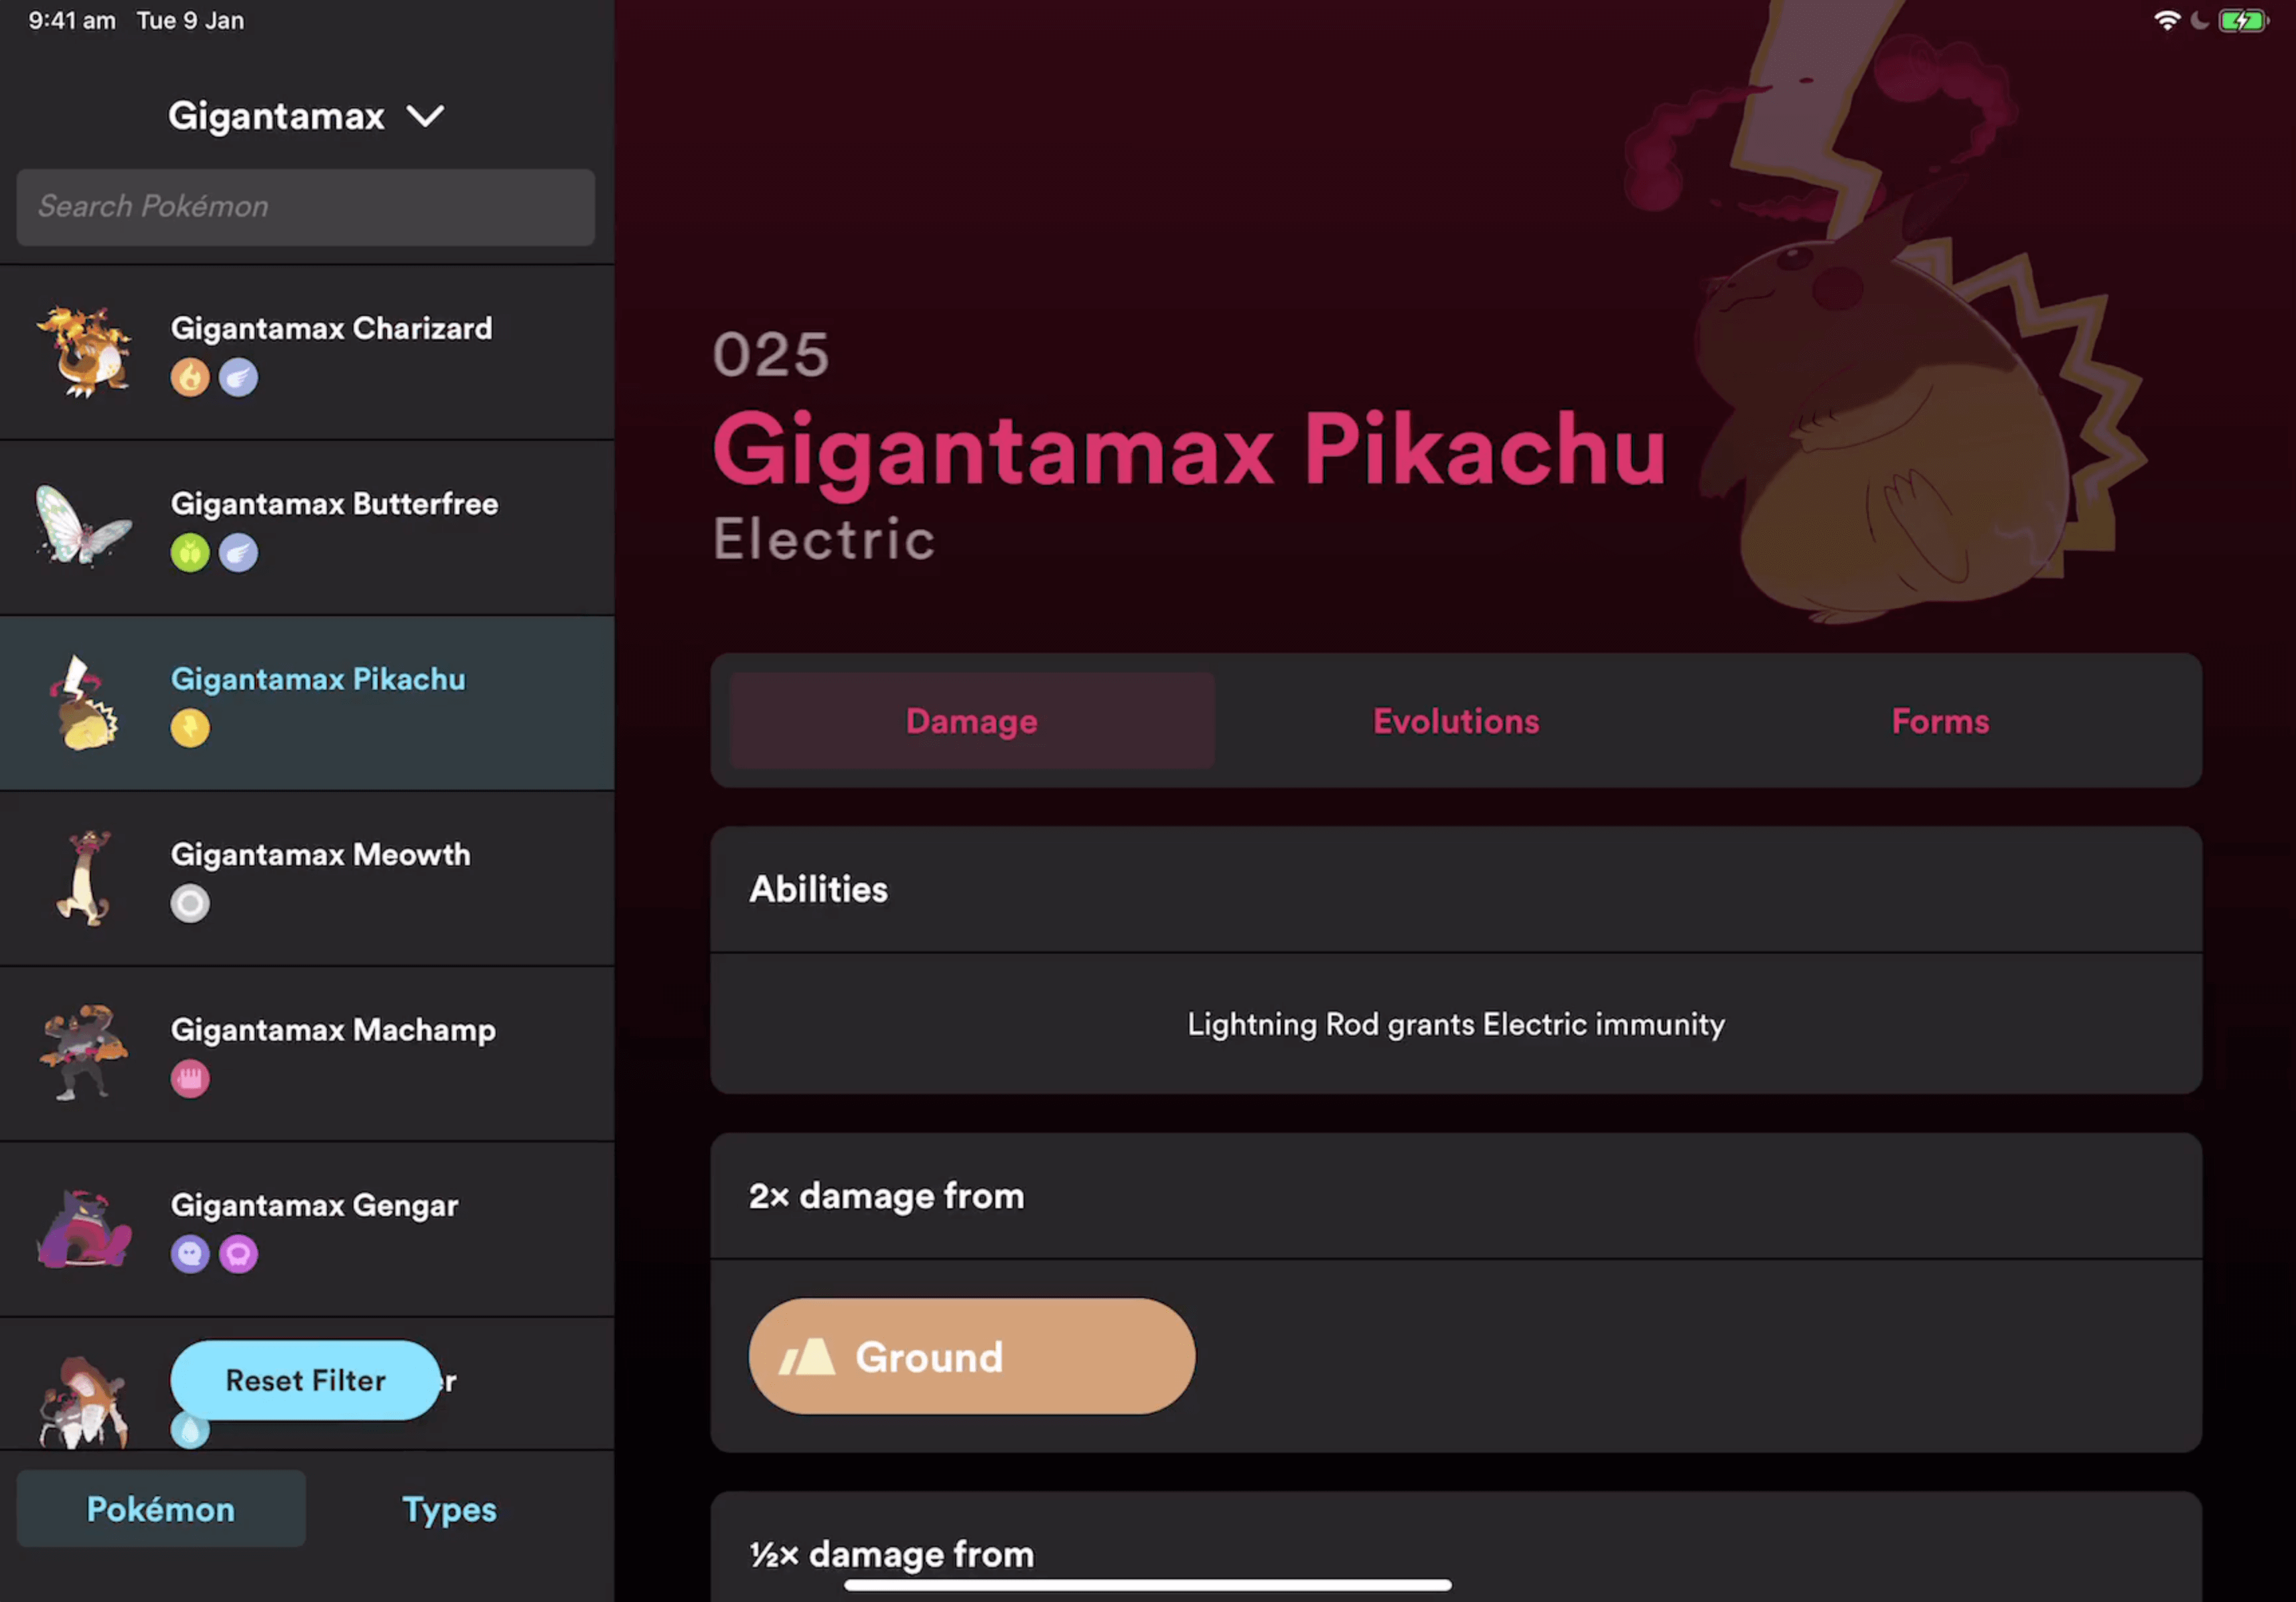 9:41 am Tue 9 Jan
Gigantamax
Search Pokémon
Gigantamax Charizard
Gigantamax Butterfree
Gigantamax Pikachu
Gigantamax Meowth
Gigantamax Machamp
Gigantamax Gengar
Reset Filter
Pokémon
Types
025
Gigantamax Pikachu
Electric
Damage
Evolutions
Forms
Abilities
Lightning Rod grants Electric immunity
2× damage from
Ground
½× damage from